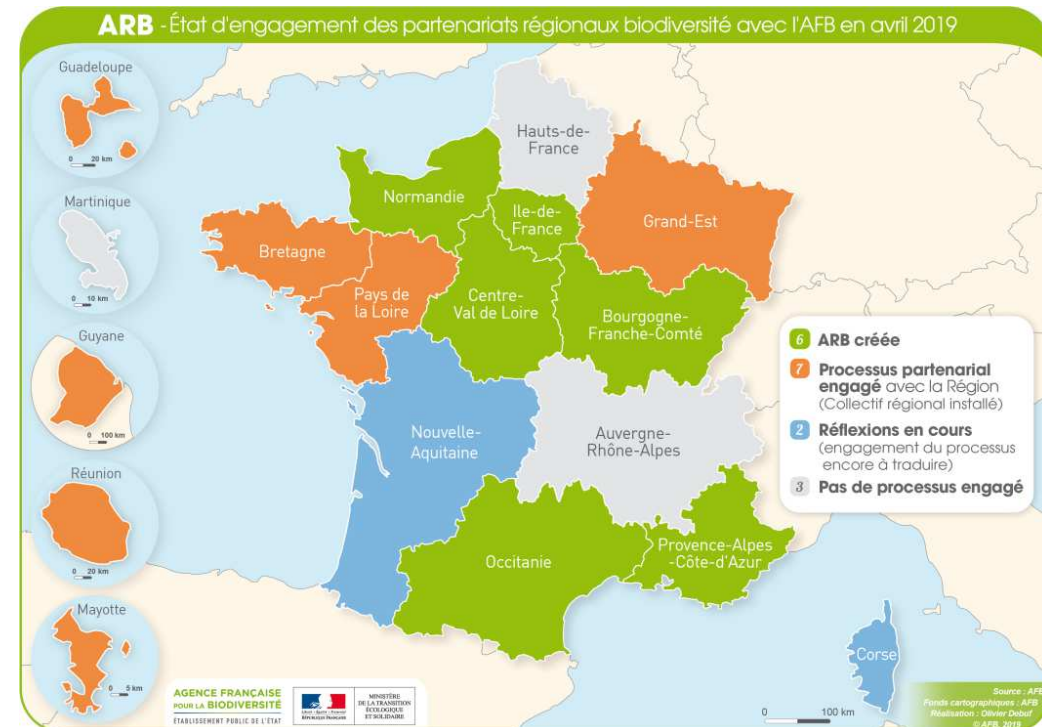 ARB - État d'engagement des partenariats régionaux biodiversité avec l'AFB en avril 2019
Guadeloupe
0 20 km
Martinique
0 10 km
Guyane
0 100 km
Réunion
0 20 km
Mayotte
0 5 km
Hauts-de-
France
Normandie
Ile-de-
France
Grand-Est
Bretagne
Pays de
la Loire
Centre-
Val de Loire
Bourgogne-
Franche-Comté
Nouvelle-
Aquitaine
Auvergne-
Rhône-Alpes
Occitanie
Provence-Alpes
-Côte-d'Azur
Corse
6 ARB créée
7 Processus partenarial
engagé avec la Région
(Collectif régional installé)
2 Réflexions en cours
(engagement du processus
encore à traduire)
3 Pas de processus engagé
AGENCE FRANÇAISE
POUR LA BIODIVERSITÉ
ÉTABLISSEMENT PUBLIC DE L'ÉTAT
Liberté • Égalité • Fraternité
RÉPUBLIQUE FRANÇAISE
MINISTÈRE
DE LA TRANSITION
ÉCOLOGIQUE
ET SOLIDAIRE
0 100 km
Source : AFB
Fonds cartographiques : AFB
Réalisation : Olivier Debuf
© AFB, 2019